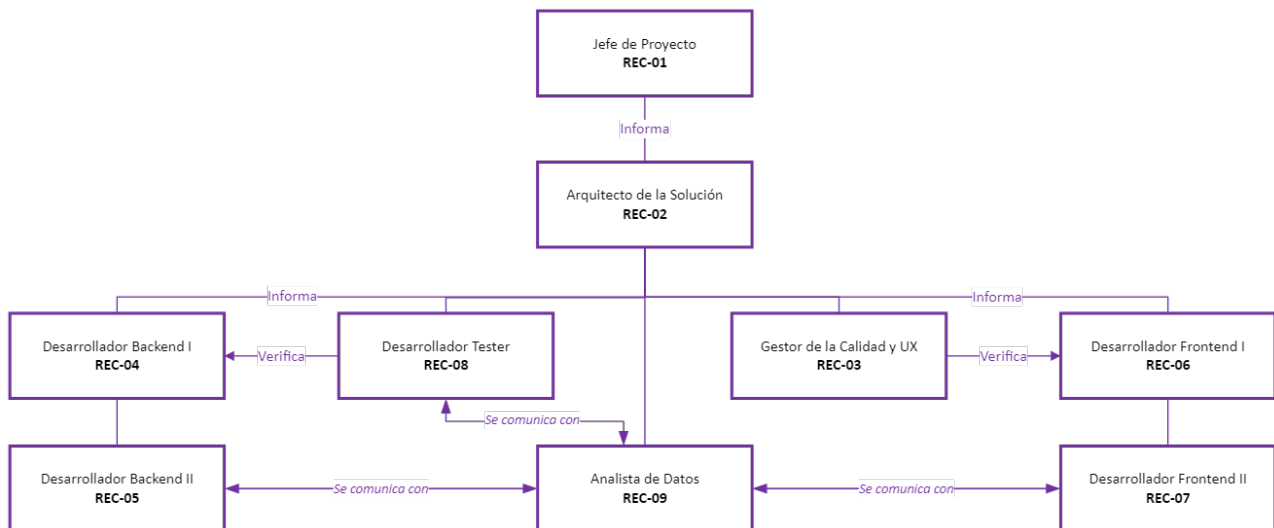 Jefe de Proyecto
REC-01
Informa
Arquitecto de la Solución
REC-02
Informa
Informa
Desarrollador Backend I
REC-04
Verifica
Desarrollador Tester
REC-08
Gestor de la Calidad y UX
REC-03
Verifica
Desarrollador Frontend I
REC-06
Se comunica con
Desarrollador Backend II
REC-05
Se comunica con
Analista de Datos
REC-09
Se comunica con
Desarrollador Frontend II
REC-07